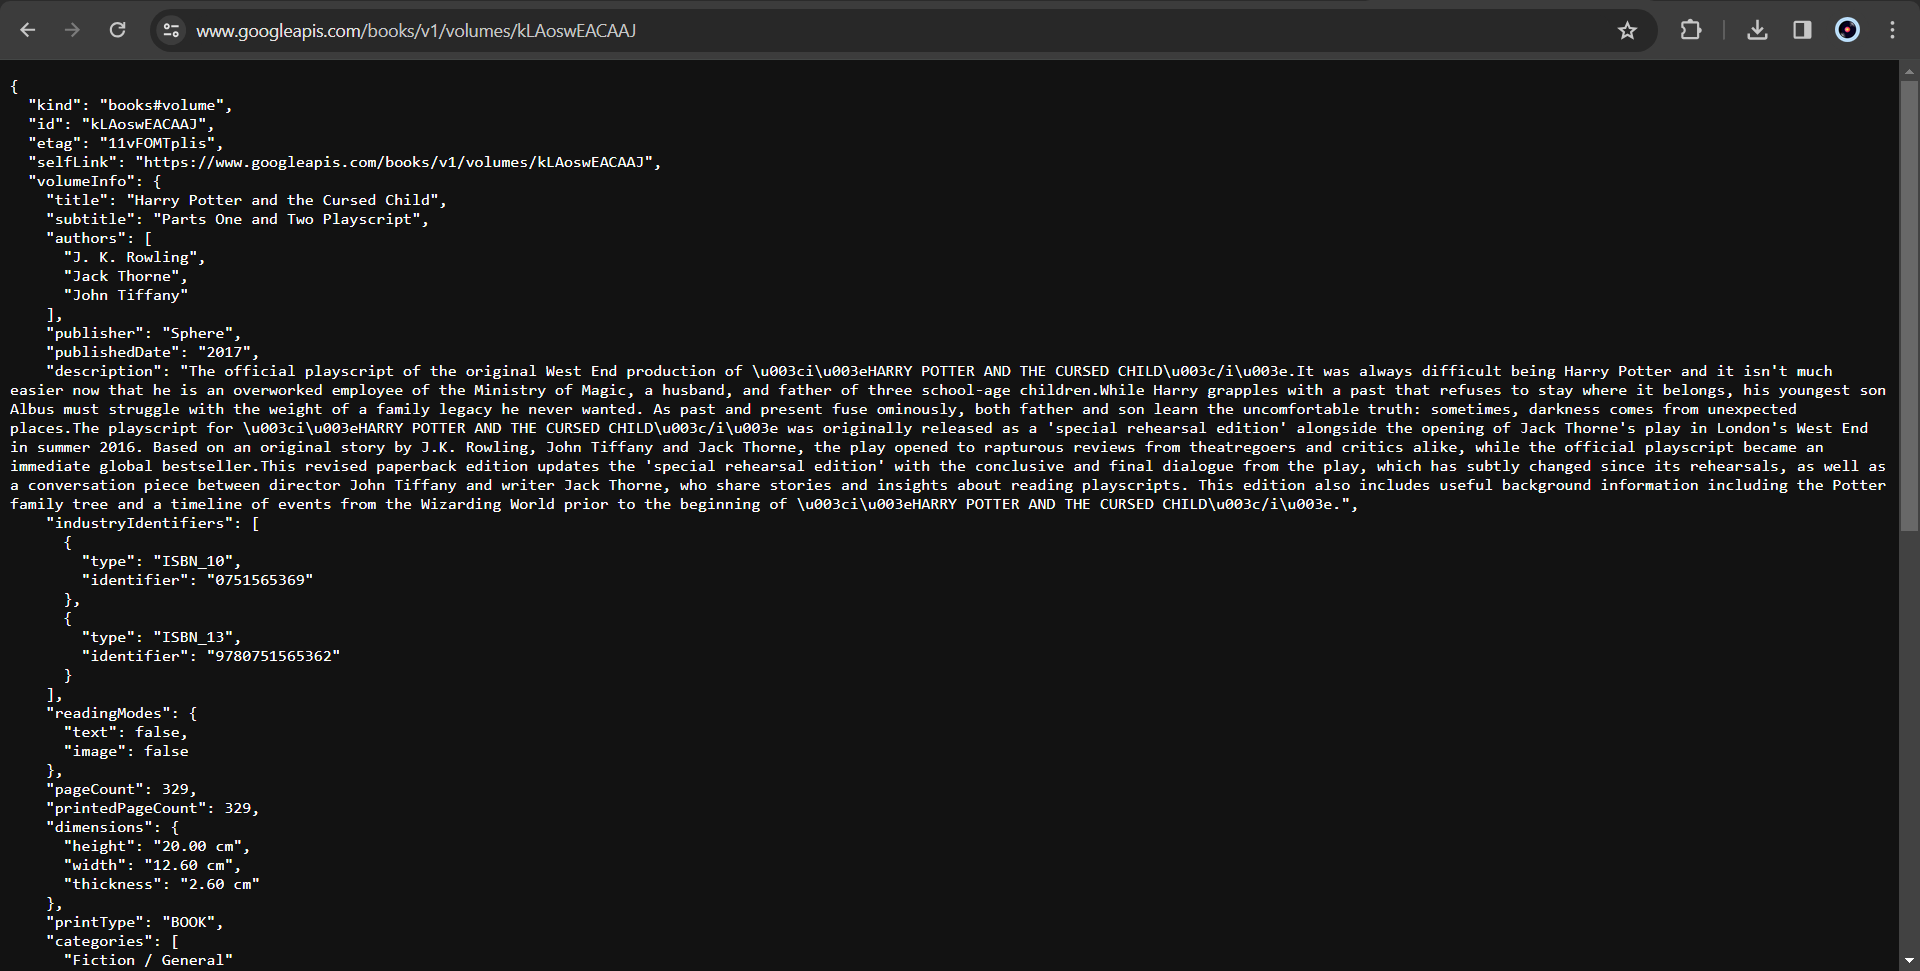 www.googleapis.com/books/v1/volumes/kLAoswEACAAJ
{
"kind": "books#volume",
"id": "kLAoswEACAAJ",
"etag": "11vFOMTplis",
"selfLink": "https://www.googleapis.com/books/v1/volumes/kLAoswEACAAJ",
"volumeInfo": {
"title": "Harry Potter and the Cursed Child",
"subtitle": "Parts One and Two Playscript",
"authors": [
"J. K. Rowling",
"Jack Thorne",
"John Tiffany"
],
"publisher": "Sphere",
"publishedDate": "2017",
"description": "The official playscript of the original West End production of \u003ci\u003eHARRY POTTER AND THE CURSED CHILD\u003c/i\u003e.It was always difficult being Harry Potter and it isn't much
easier now that he is an overworked employee of the Ministry of Magic, a husband, and father of three school-age children.While Harry grapples with a past that refuses to stay where it belongs, his youngest son
Albus must struggle with the weight of a family legacy he never wanted. As past and present fuse ominously, both father and son learn the uncomfortable truth: sometimes, darkness comes from unexpected
places.The playscript for \u003ci\u003eHARRY POTTER AND THE CURSED CHILD\u003c/i\u003e was originally released as a 'special rehearsal edition' alongside the opening of Jack Thorne's play in London's West End
in summer 2016. Based on an original story by J.K. Rowling, John Tiffany and Jack Thorne, the play opened to rapturous reviews from theatregoers and critics alike, while the official playscript became an
immediate global bestseller.This revised paperback edition updates the 'special rehearsal edition' with the conclusive and final dialogue from the play, which has subtly changed since its rehearsals, as well as
a conversation piece between director John Tiffany and writer Jack Thorne, who share stories and insights about reading playscripts. This edition also includes useful background information including the Potter
family tree and a timeline of events from the Wizarding World prior to the beginning of \u003ci\u003eHARRY POTTER AND THE CURSED CHILD\u003c/i\u003e.",
"industryIdentifiers": [
{
"type": "ISBN_10",
"identifier": "0751565369"
},
{
"type": "ISBN_13",
"identifier": "9780751565362"
}
],
"readingModes": {
"text": false,
"image": false
},
"pageCount": 329,
"printedPageCount": 329,
"dimensions": {
"height": "20.00 cm",
"width": "12.60 cm",
"thickness": "2.60 cm"
},
"printType": "BOOK",
"categories": [
"Fiction / General"